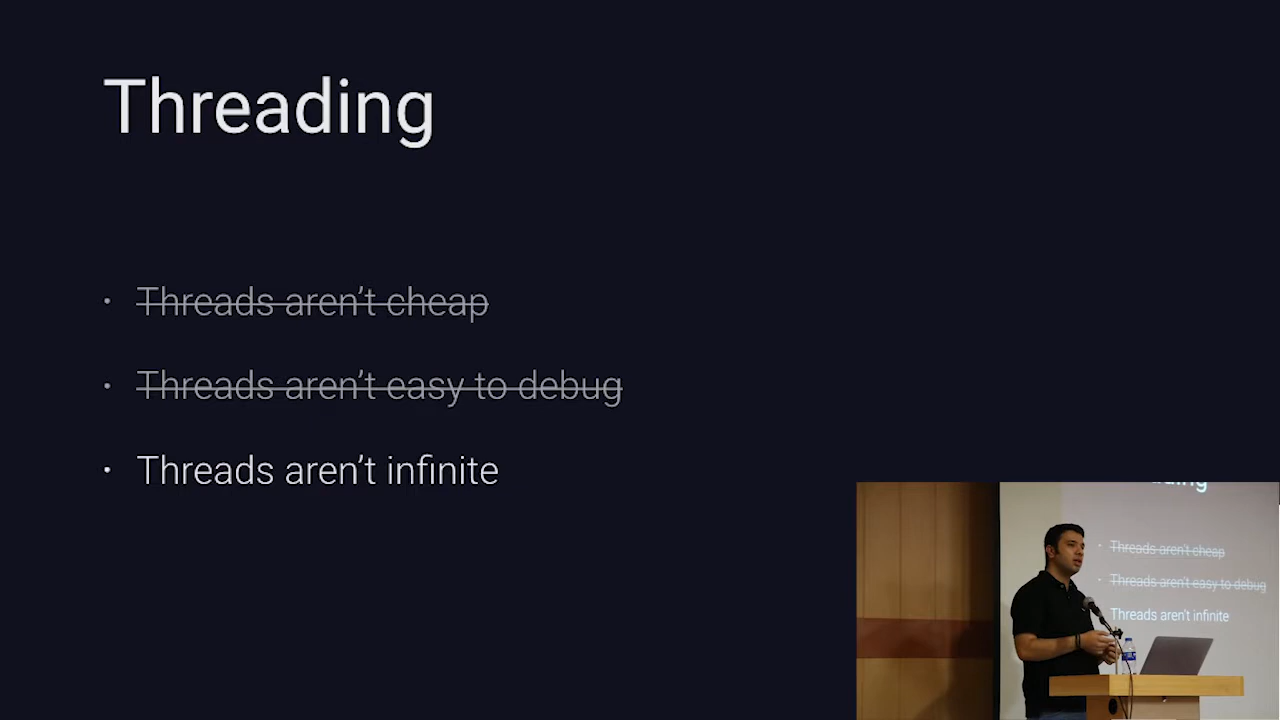 Threading
• Threads aren’t cheap
• Threads aren’t easy to debug
• Threads aren’t infinite
ding
• Threads aren't cheap
• Threads aren't easy to debug
Threads aren't infinite